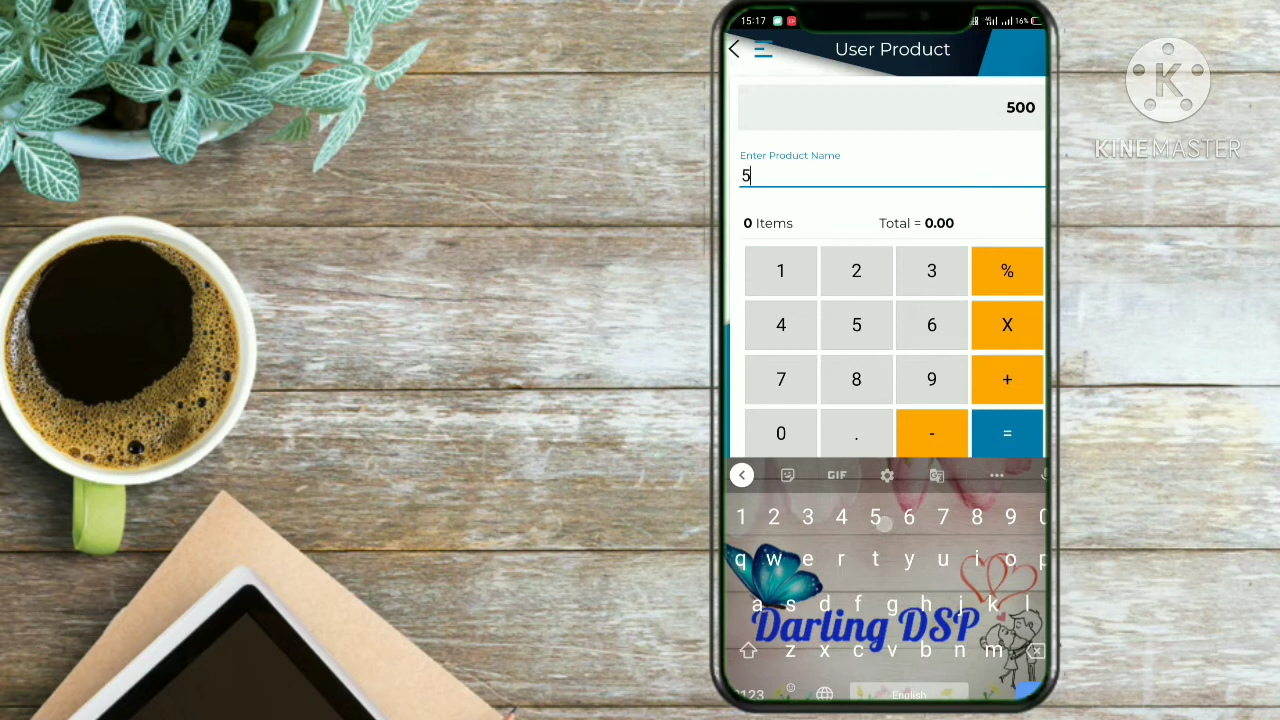 15:17
16%
User Product
500
Enter Product Name
5
0 Items
Total = 0.00
1 2 3 %
4 5 6 X
7 8 9 +
0 . - =
GIF
1 2 3 4 5 6 7 8 9 0
q w e r t y u i o p
a s d f g h j k l
Darling DSP
z x c v b n m
?123
English
K
KINEMASTER